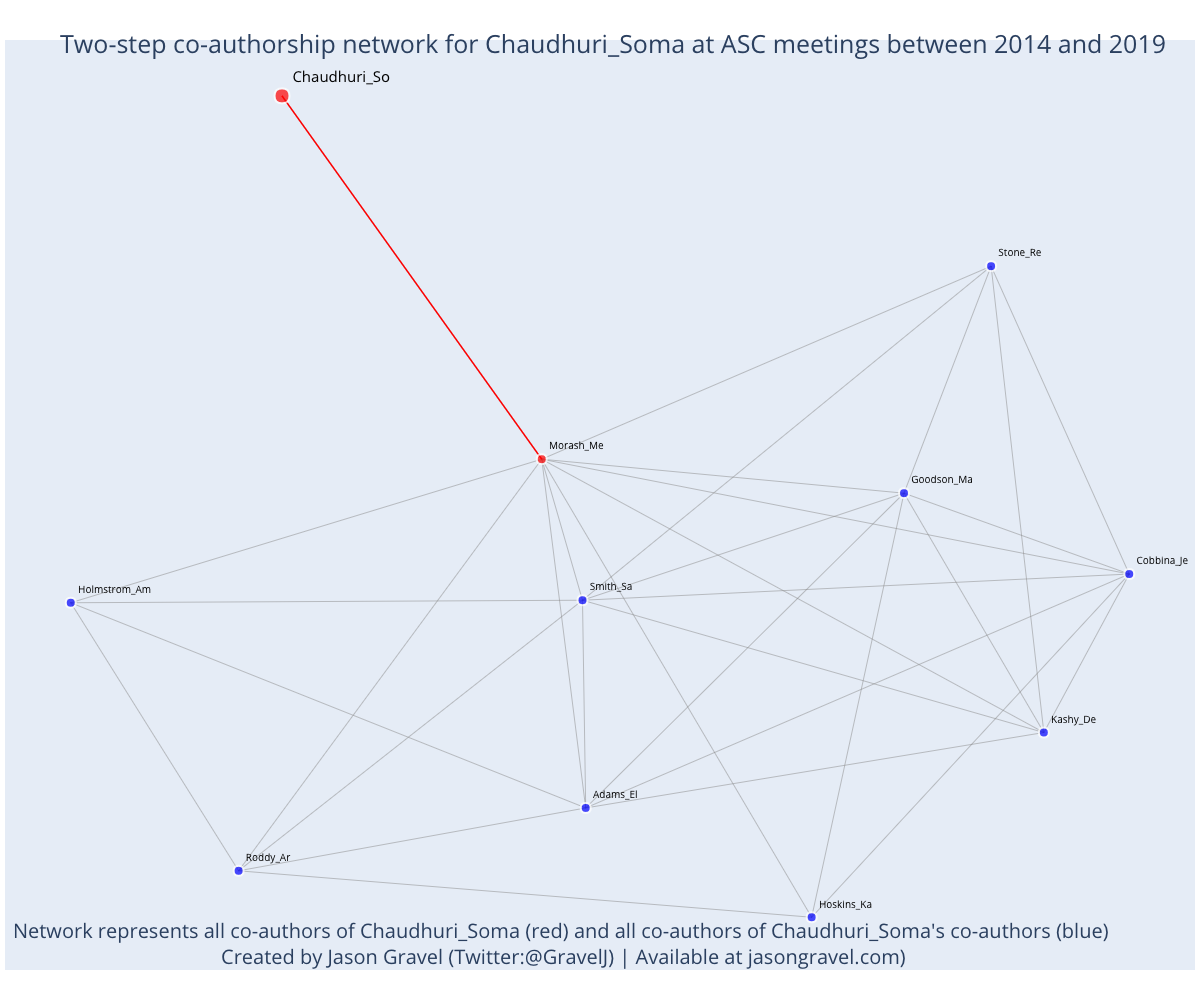 Two-step co-authorship network for Chaudhuri_Soma at ASC meetings between 2014 and 2019
Chaudhuri_So
Stone_Re
Morash_Me
Goodson_Ma
Cobbina_Je
Holmstrom_Am
Smith_Sa
Kashy_De
Adams_El
Roddy_Ar
Hoskins_Ka
Network represents all co-authors of Chaudhuri_Soma (red) and all co-authors of Chaudhuri_Soma's co-authors (blue)
Created by Jason Gravel (Twitter:@GravelJ) | Available at jasongravel.com)